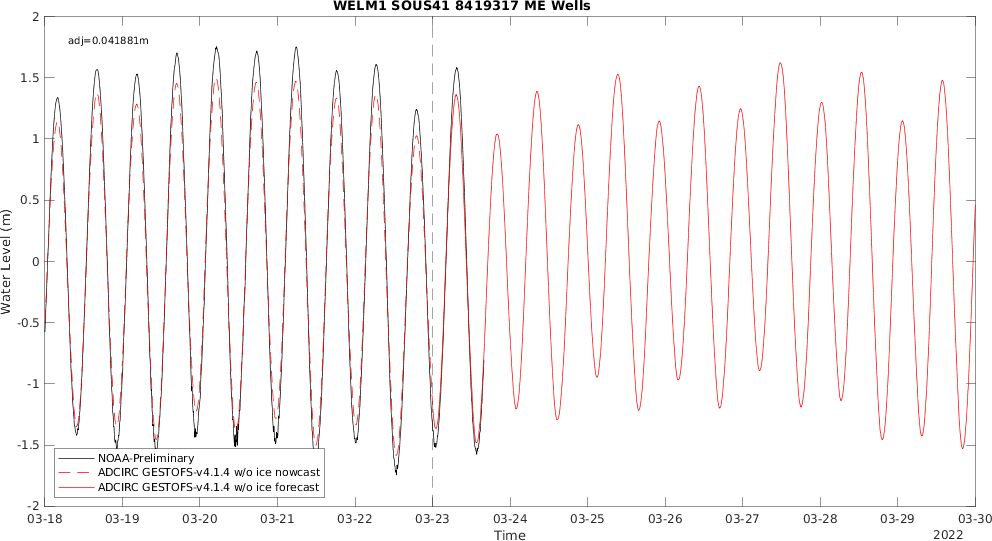 WELM1 SOUS41 8419317 ME Wells
adj=0.041881m
2
1.5
1
0.5
0
-0.5
-1
-1.5
-2
Water Level (m)
NOAA-Preliminary
ADCIRC GESTOFS-v4.1.4 w/o ice nowcast
ADCIRC GESTOFS-v4.1.4 w/o ice forecast
03-18 03-19 03-20 03-21 03-22 03-23 03-24 03-25 03-26 03-27 03-28 03-29 03-30
Time
2022